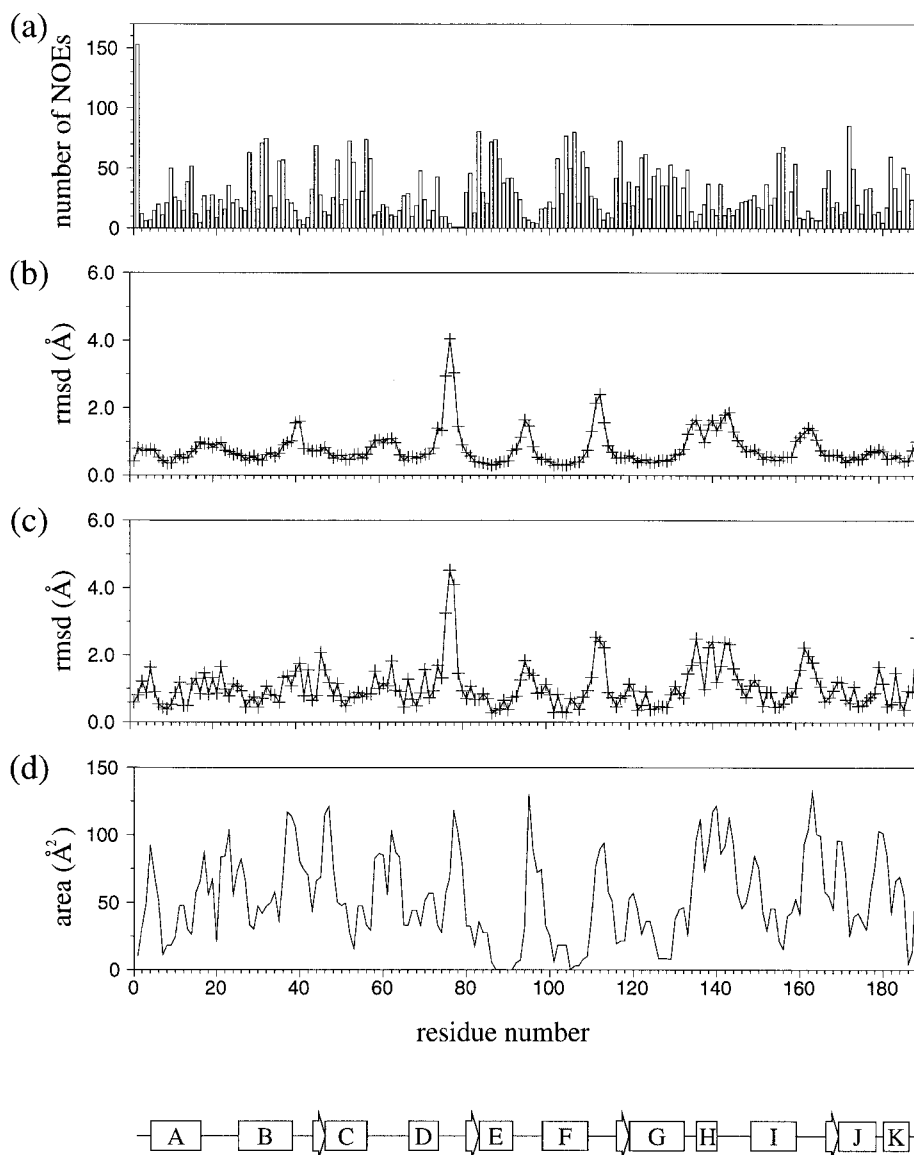 (a)
number of NOEs
150
100
50
0
(b)
rmsd (Å)
6.0
4.0
2.0
0.0
(c)
rmsd (Å)
6.0
4.0
2.0
0.0
(d)
area (Å²)
150
100
50
0
0 20 40 60 80 100 120 140 160 180
residue number
A B C D E F G H I J K